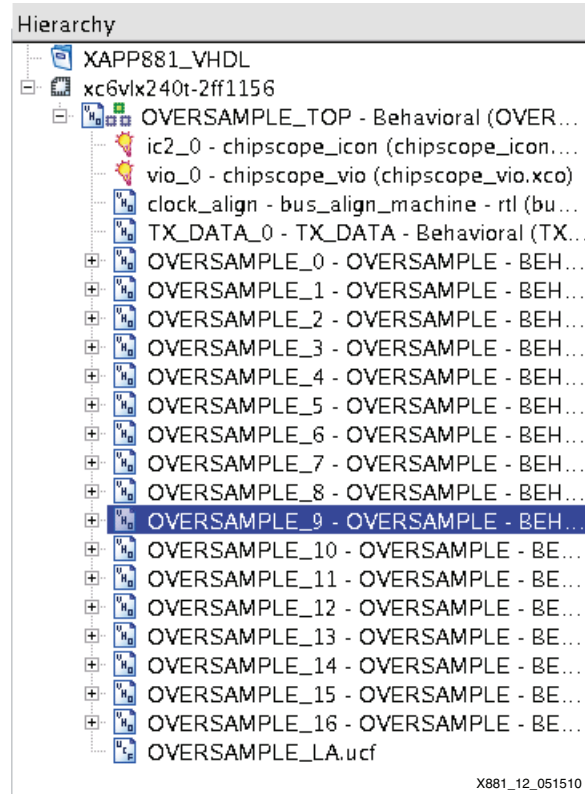 Hierarchy
XAPP881_VHDL
xc6vlx240t-2ff1156
OVERSAMPLE_TOP - Behavioral (OVER...
ic2_0 - chipscope_icon (chipscope_icon....
vio_0 - chipscope_vio (chipscope_vio.xco)
clock_align - bus_align_machine - rtl (bu...
TX_DATA_0 - TX_DATA - Behavioral (TX...
OVERSAMPLE_0 - OVERSAMPLE - BEH...
OVERSAMPLE_1 - OVERSAMPLE - BEH...
OVERSAMPLE_2 - OVERSAMPLE - BEH...
OVERSAMPLE_3 - OVERSAMPLE - BEH...
OVERSAMPLE_4 - OVERSAMPLE - BEH...
OVERSAMPLE_5 - OVERSAMPLE - BEH...
OVERSAMPLE_6 - OVERSAMPLE - BEH...
OVERSAMPLE_7 - OVERSAMPLE - BEH...
OVERSAMPLE_8 - OVERSAMPLE - BEH...
OVERSAMPLE_9 - OVERSAMPLE - BEH...
OVERSAMPLE_10 - OVERSAMPLE - BE...
OVERSAMPLE_11 - OVERSAMPLE - BE...
OVERSAMPLE_12 - OVERSAMPLE - BE...
OVERSAMPLE_13 - OVERSAMPLE - BE...
OVERSAMPLE_14 - OVERSAMPLE - BE...
OVERSAMPLE_15 - OVERSAMPLE - BE...
OVERSAMPLE_16 - OVERSAMPLE - BE...
OVERSAMPLE_LA.ucf
X881_12_051510